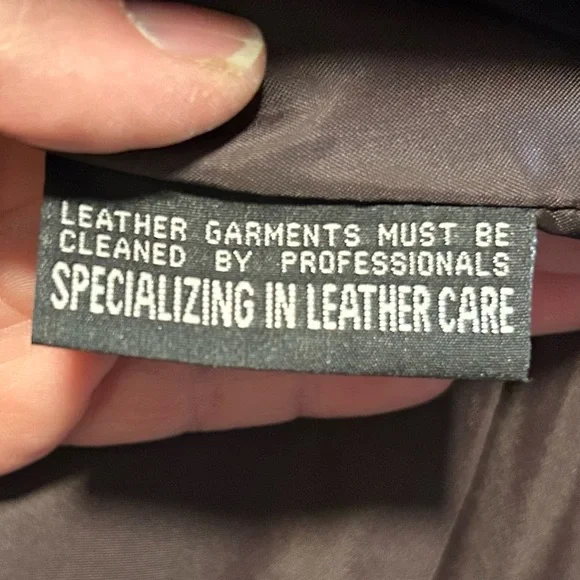 LEATHER GARMENTS MUST BE
CLEANED BY PROFESSIONALS
SPECIALIZING IN LEATHER CARE